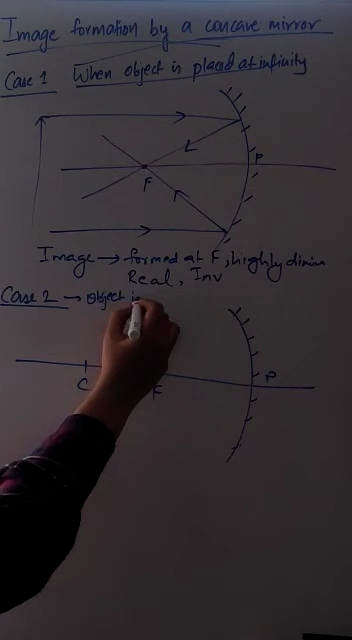 Image formation by a concave mirror
Case 1 When object is placed at infinity
P
F
Image → formed at F, highly dimin
Real, Inv
Case 2 → object i
C F P